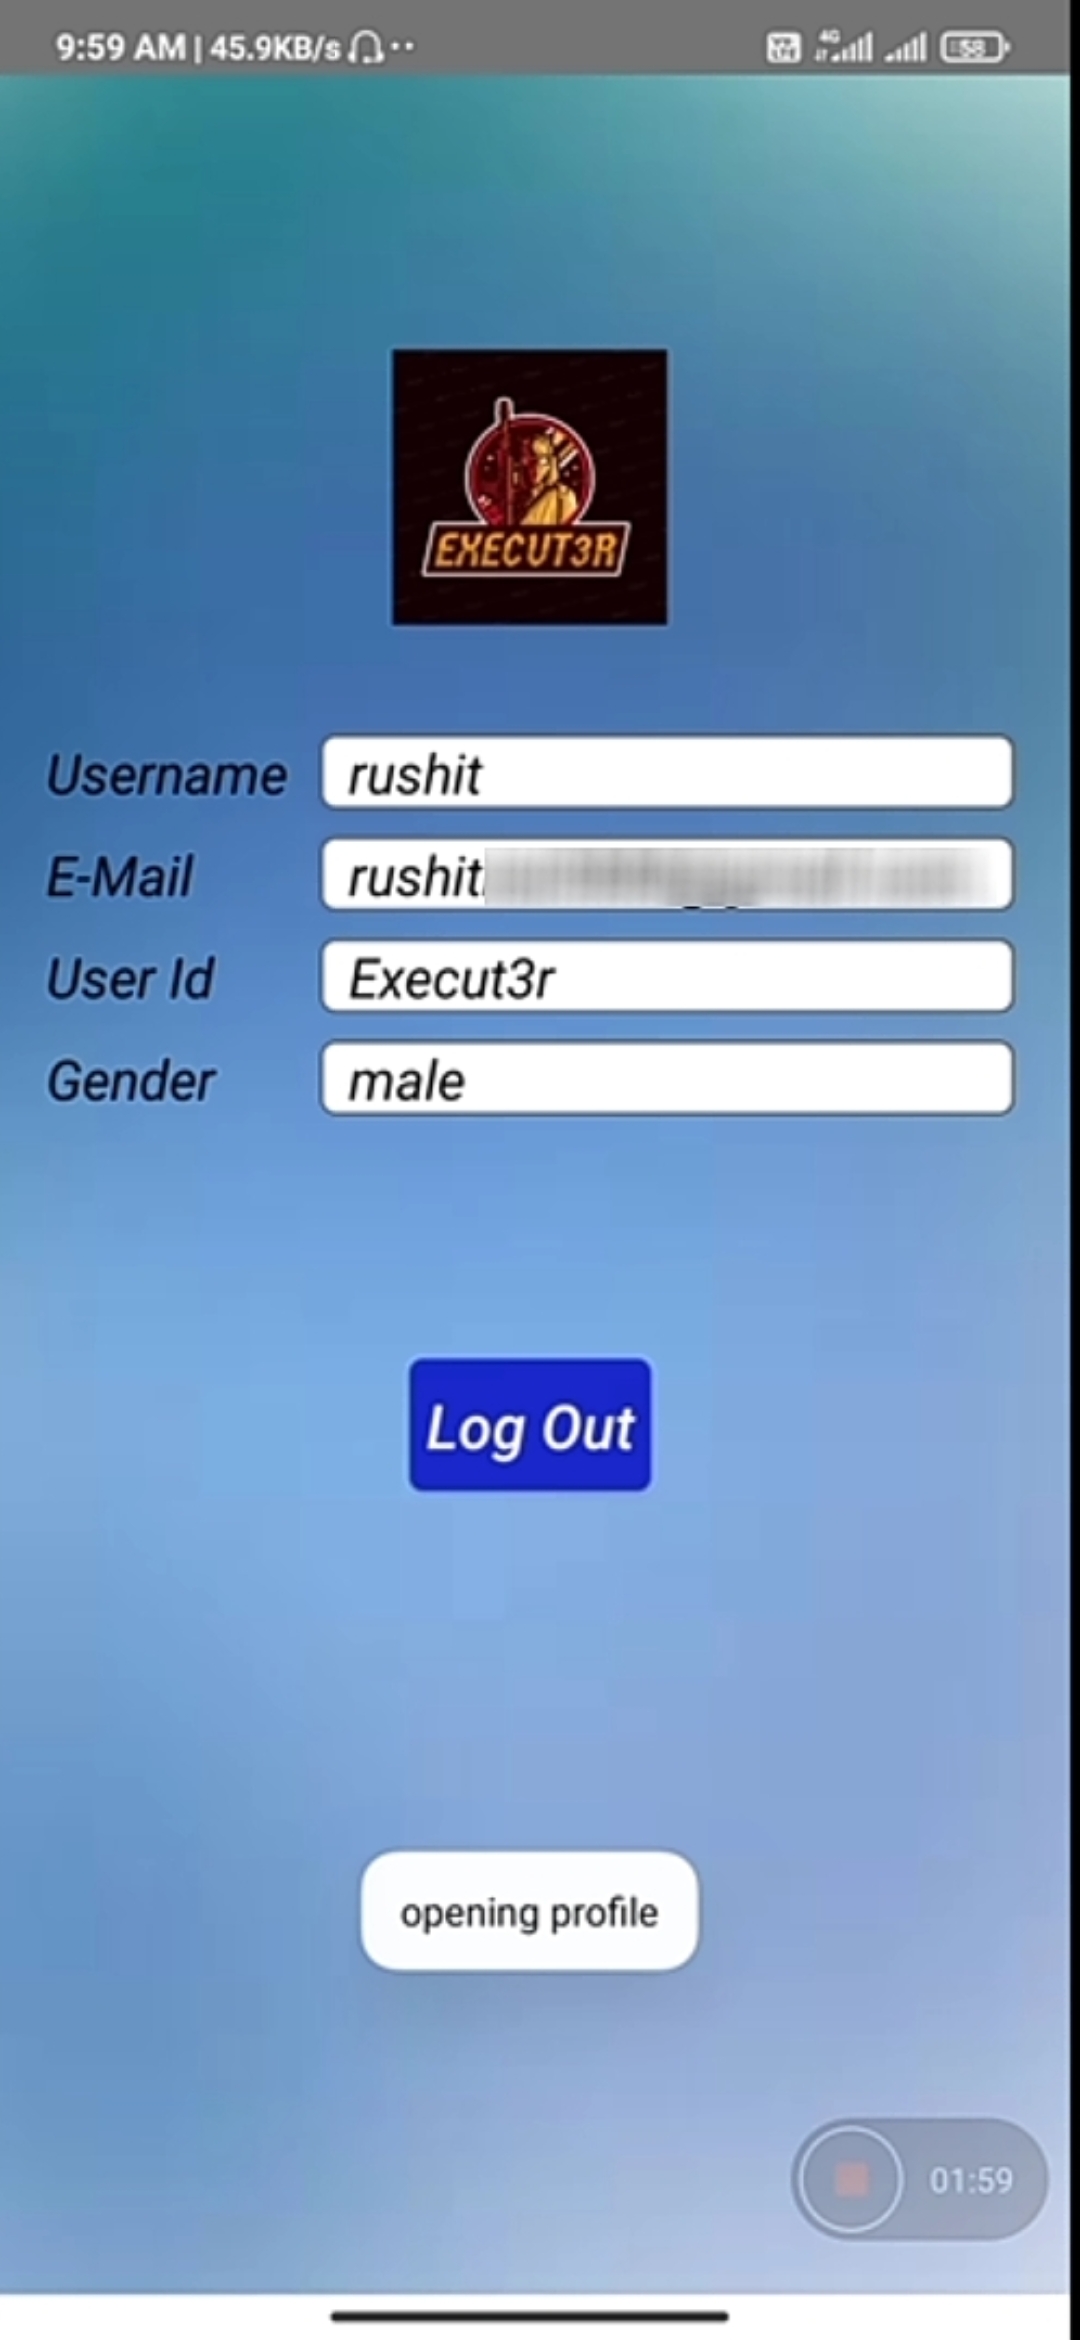 9:59 AM | 45.9KB/s
4G
58
EXECUT3R
Username rushit
E-Mail rushit
User Id Execut3r
Gender male
Log Out
opening profile
01:59